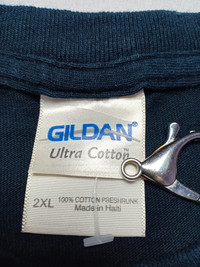 GILDAN®
Ultra Cotton®
2XL 100% COTTON PRESHRUNK
Made in Haiti